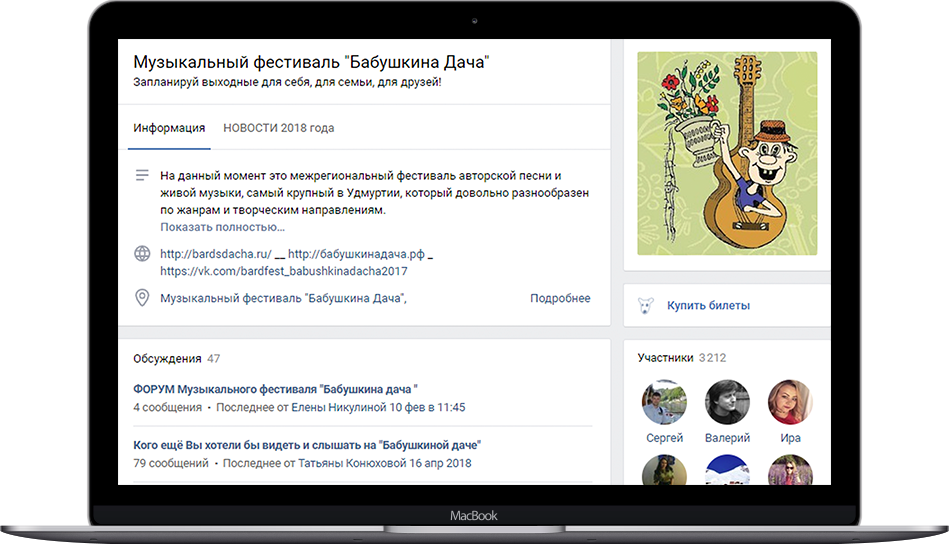 Музыкальный фестиваль "Бабушкина Дача"
Запланируй выходные для себя, для семьи, для друзей!
Информация
НОВОСТИ 2018 года
На данный момент это межрегиональный фестиваль авторской песни и
живой музыки, самый крупный в Удмуртии, который довольно разнообразен
по жанрам и творческим направлениям.
Показать полностью...
http://bardsdacha.ru/ __ http://бабушкинадача.рф _
https://vk.com/bardfest_babushkinadacha2017
Музыкальный фестиваль "Бабушкина Дача",
Подробнее
Обсуждения 47
ФОРУМ Музыкального фестиваля "Бабушкина дача "
4 сообщения • Последнее от Елены Никулиной 10 фев в 11:45
Кого ещё Вы хотели бы видеть и слышать на "Бабушкиной даче"
79 сообщений • Последнее от Татьяны Конюховой 16 апр 2018
Купить билеты
Участники 3 212
Сергей
Валерий
Ира
MacBook